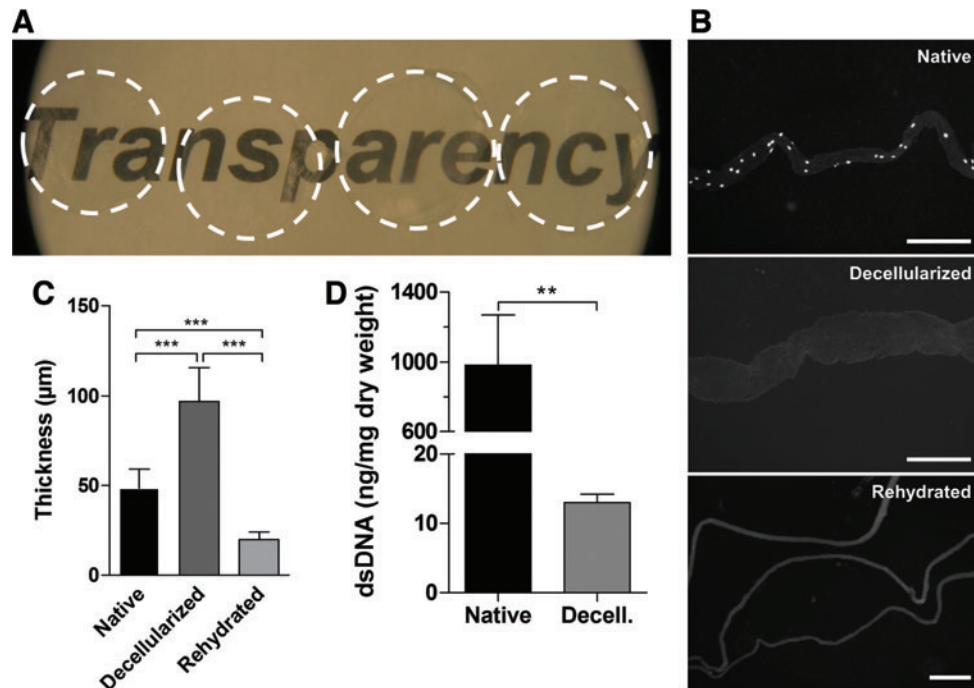 A
Transparency
B
Native
Decellularized
Rehydrated
C
Thickness (µm)
150
100
50
0
***
***
***
Native
Decellularized
Rehydrated
D
dsDNA (ng/mg dry weight)
1400
1000
600
20
10
0
**
Native
Decell.